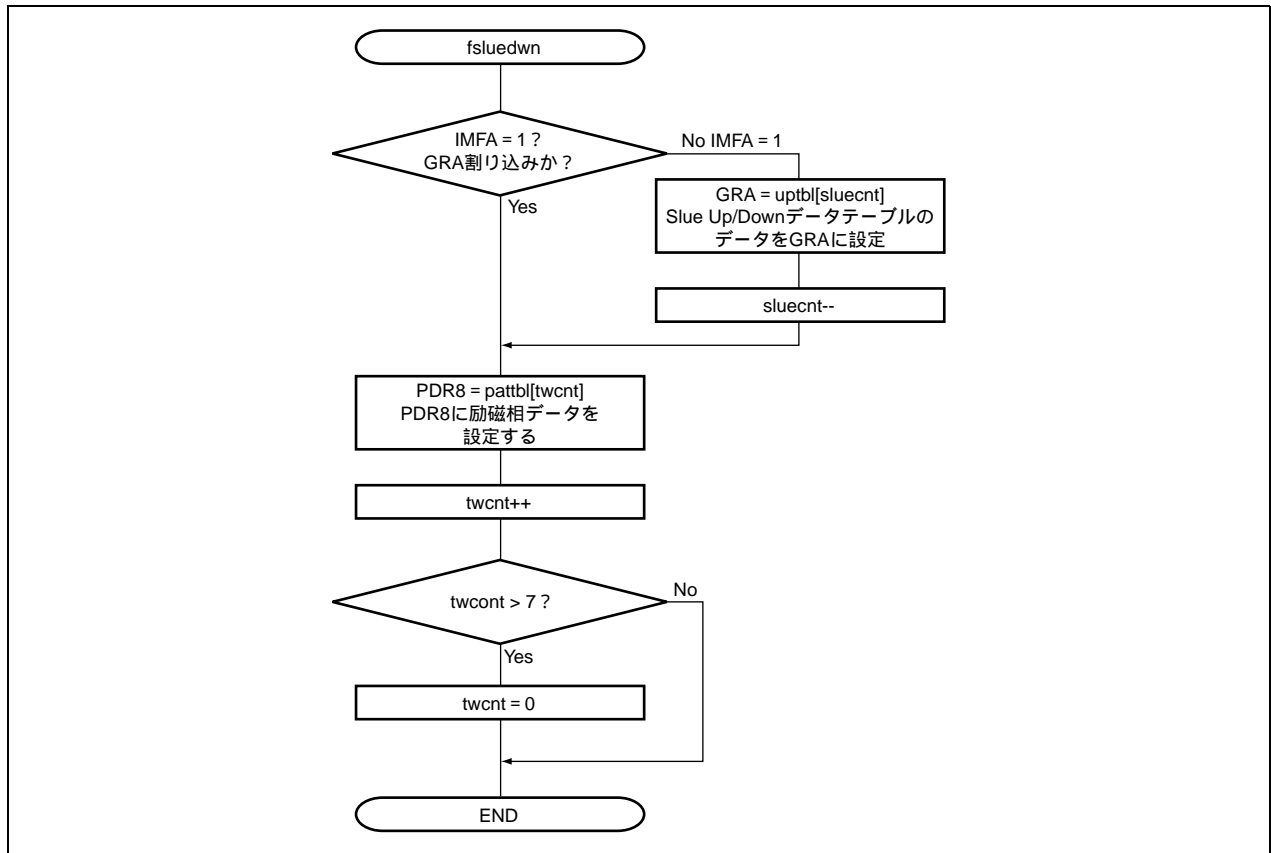 fsluedwn
IMFA = 1？
GRA割り込みか？
No IMFA = 1
Yes
GRA = uptbl[sluecnt]
Slue Up/Downデータテーブルの
データをGRAに設定
sluecnt--
PDR8 = pattbl[twcnt]
PDR8に励磁相データを
設定する
twcnt++
twcont > 7？
No
Yes
twcnt = 0
END